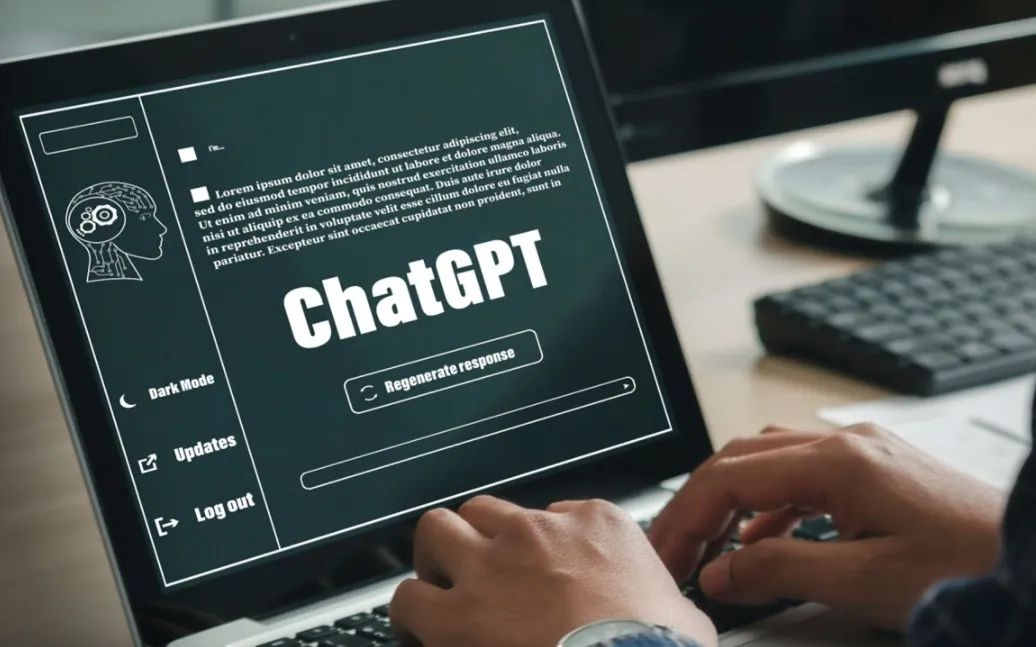 I'm...
Lorem ipsum dolor sit amet, consectetur adipiscing elit,
sed do eiusmod tempor incididunt ut labore et dolore magna aliqua.
Ut enim ad minim veniam, quis nostrud exercitation ullamco laboris
nisi ut aliquip ex ea commodo consequat. Duis aute irure dolor
in reprehenderit in voluptate velit esse cillum dolore eu fugiat nulla
pariatur. Excepteur sint occaecat cupidatat non proident, sunt in
ChatGPT
Regenerate response
Dark Mode
Updates
Log out